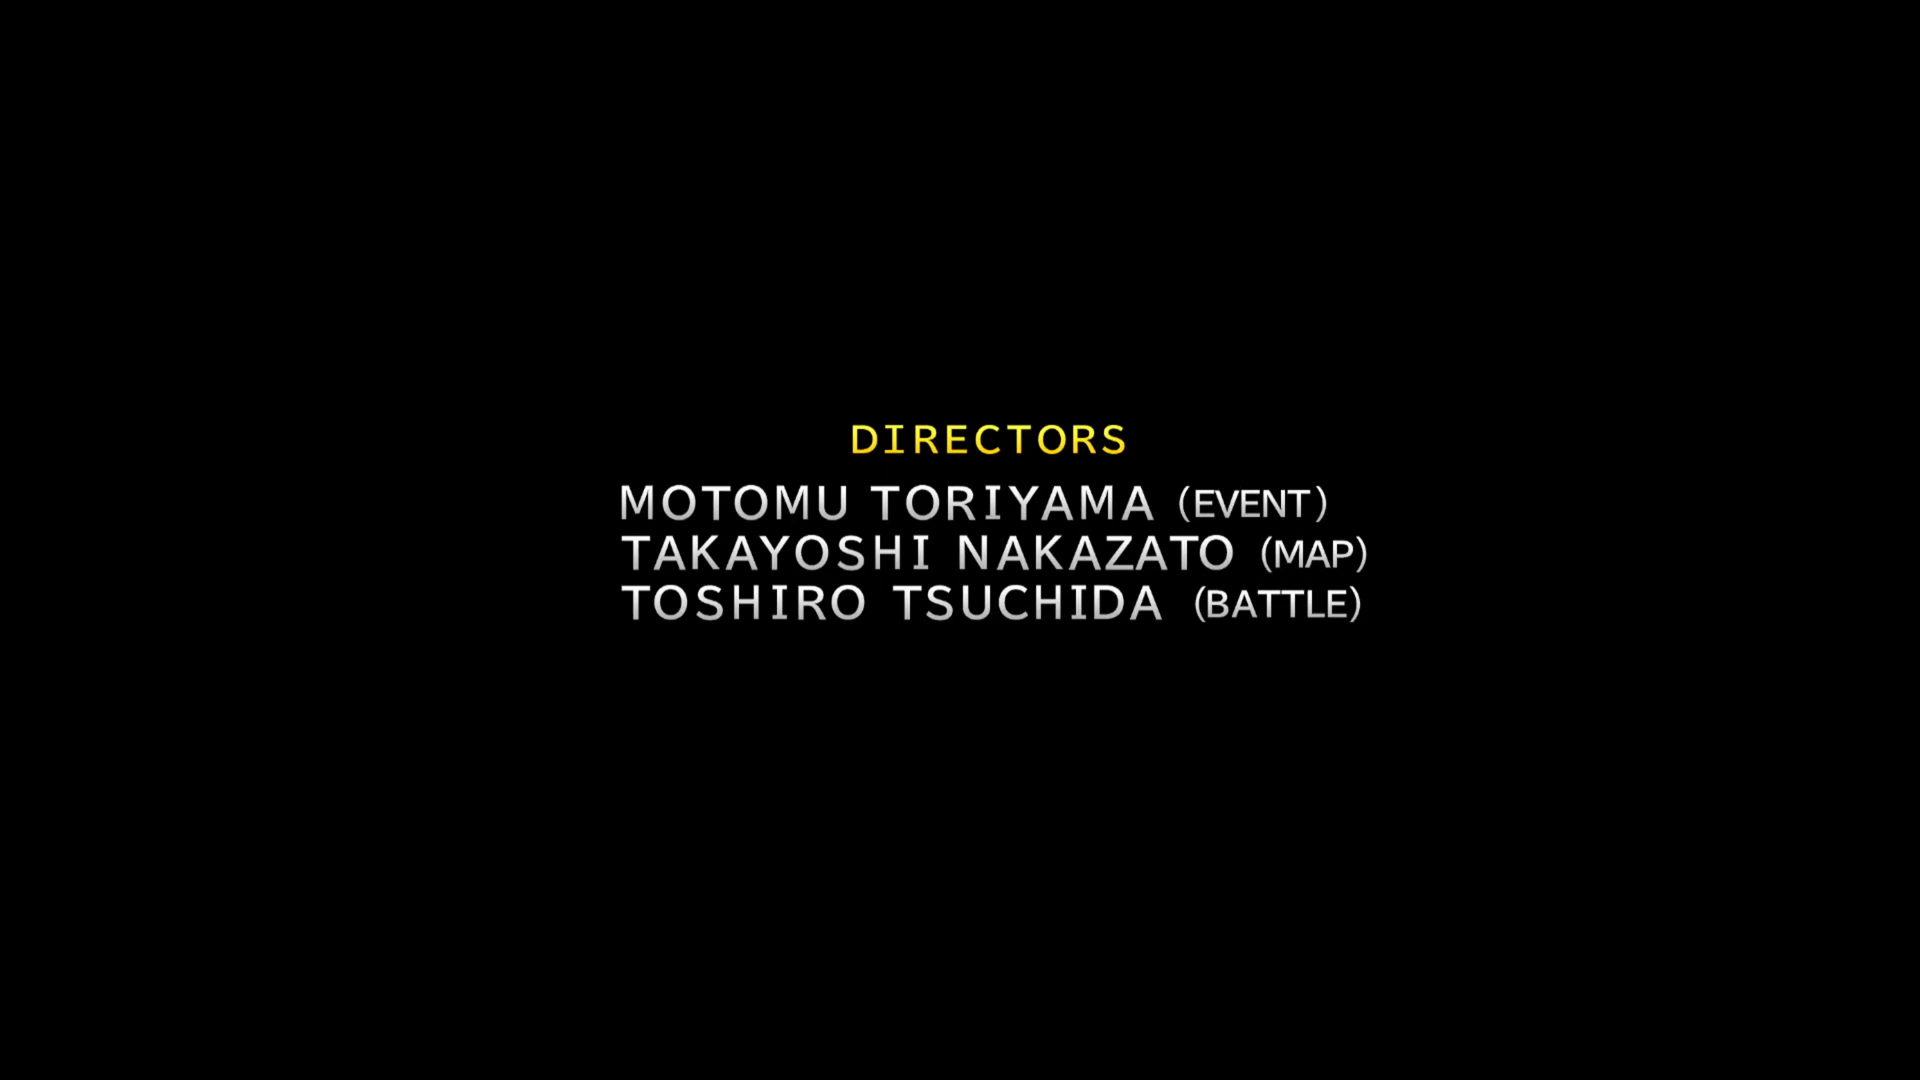 DIRECTORS
MOTOMU TORIYAMA (EVENT)
TAKAYOSHI NAKAZATO (MAP)
TOSHIRO TSUCHIDA (BATTLE)